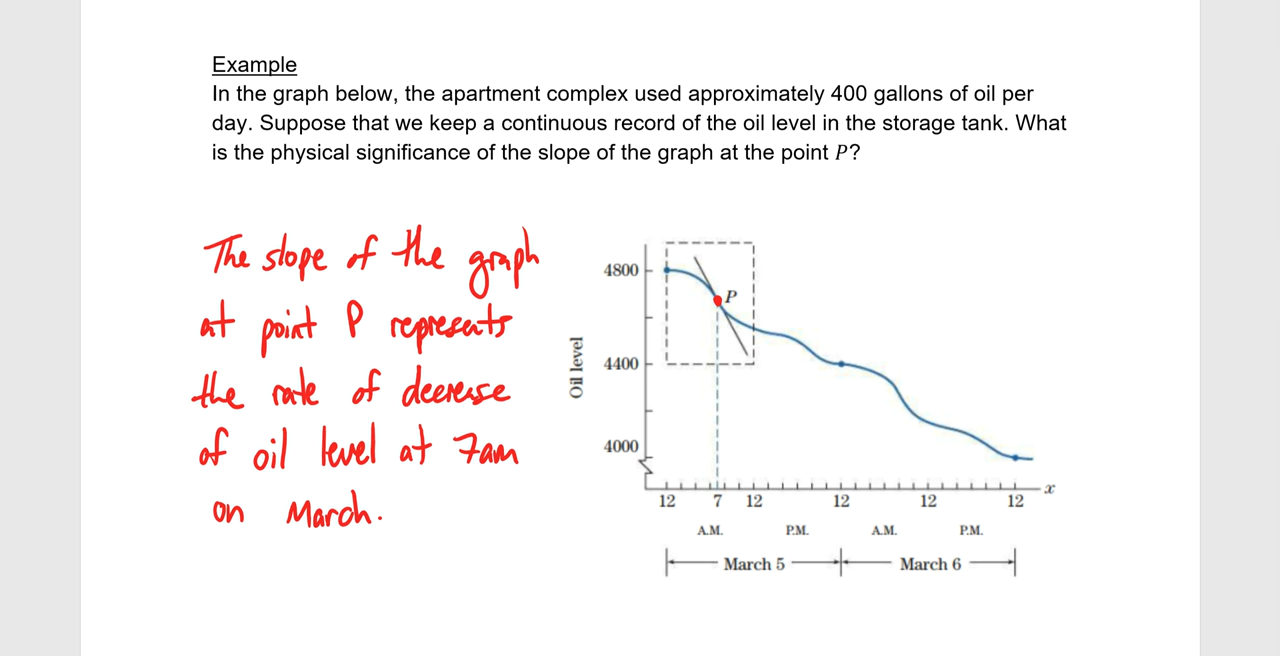 Example
In the graph below, the apartment complex used approximately 400 gallons of oil per
day. Suppose that we keep a continuous record of the oil level in the storage tank. What
is the physical significance of the slope of the graph at the point P?
The slope of the graph
at point P represents
the rate of decrease
of oil level at 7am
on March.
4800
P
4400
Oil level
4000
12 7 12 12 12 12 x
A.M. P.M. A.M. P.M.
March 5 March 6